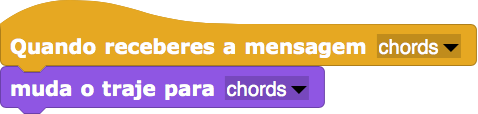 Quando receberes a mensagem chords
muda o traje para chords